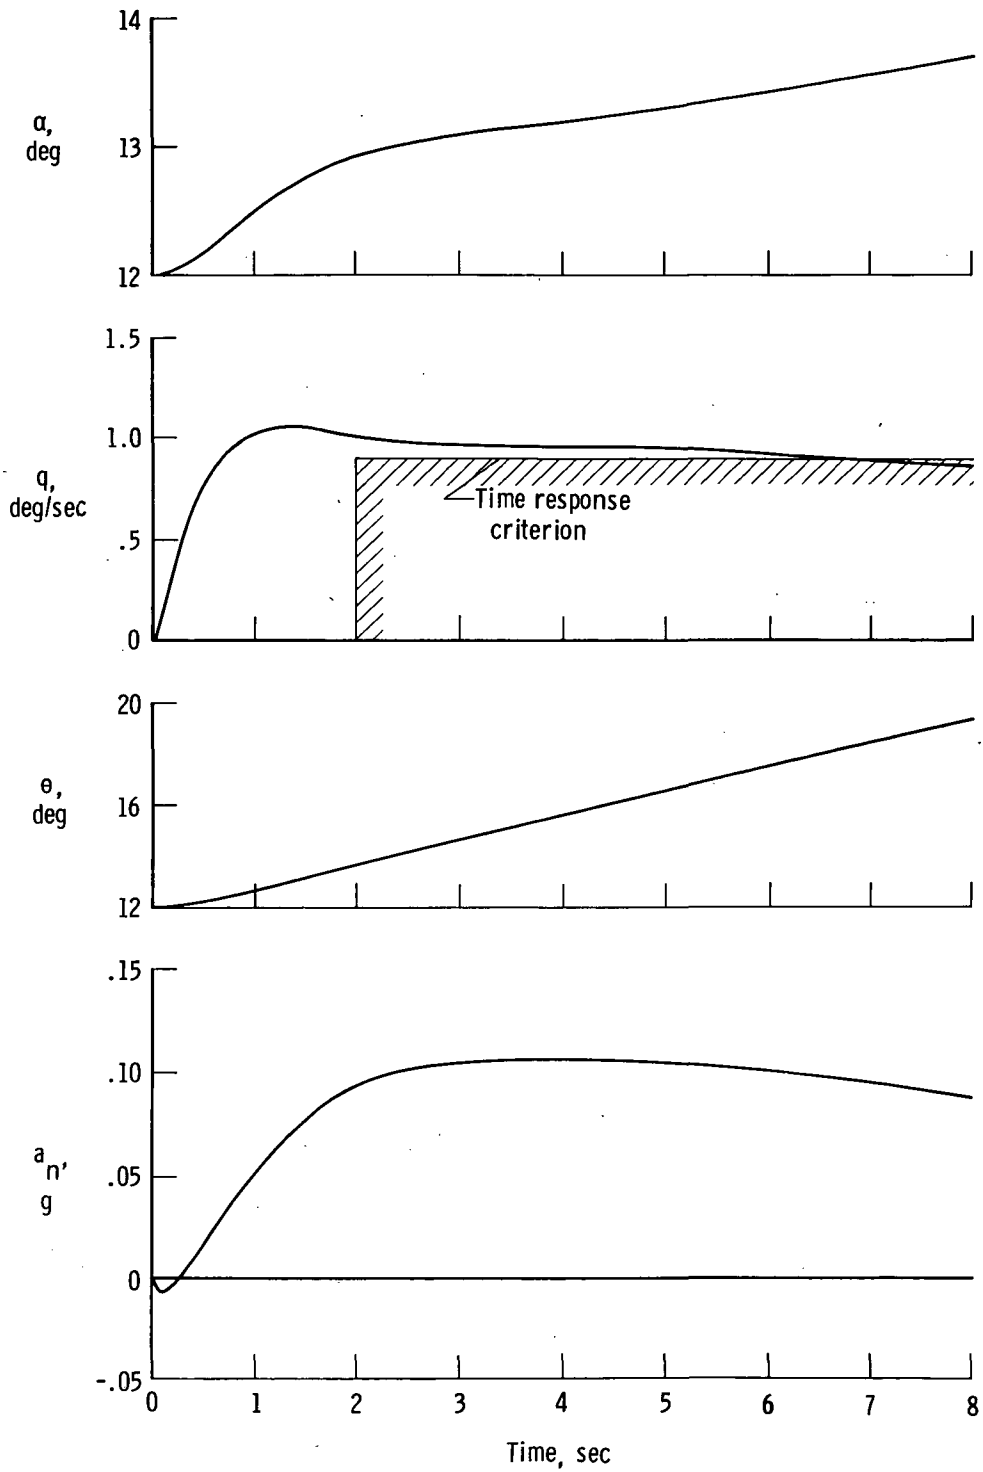 14
α,
deg
13
12
1.5
1.0
q,
deg/sec
.5
0
Time response
criterion
20
θ,
deg
16
12
.15
.10
an,
g
.05
0
-.05
0 1 2 3 4 5 6 7 8
Time, sec